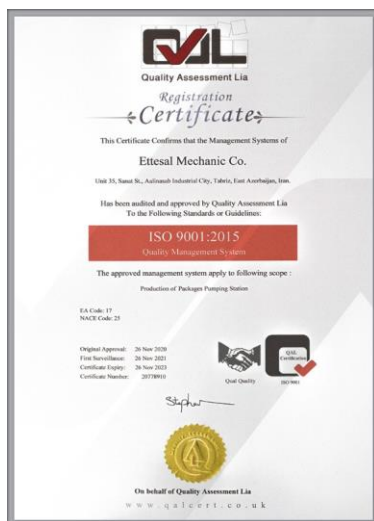 QAL
Quality Assessment Lia
Registration
Certificate
This Certificate Confirms that the Management Systems of
Ettesal Mechanic Co.
Unit 33, Sanat St., Aalinasab Industrial City, Tabriz, East Azerbaijan, Iran.
Has been audited and approved by Quality Assessment Lia
To the Following Standards or Guidelines:
ISO 9001:2015
Quality Management System
The approved management system apply to following scope :
Production of Packages Pumping Station
EA Code: 17
NACE Code: 25
Original Approval: 26 Nov 2020
First Surveillance: 26 Nov 2021
Certificate Expiry: 26 Nov 2023
Certificate Number: 20778910
Qual Quality
QAL
Certification
ISO 9001
Stephen
On behalf of Quality Assessment Lia
www.qalcert.co.uk